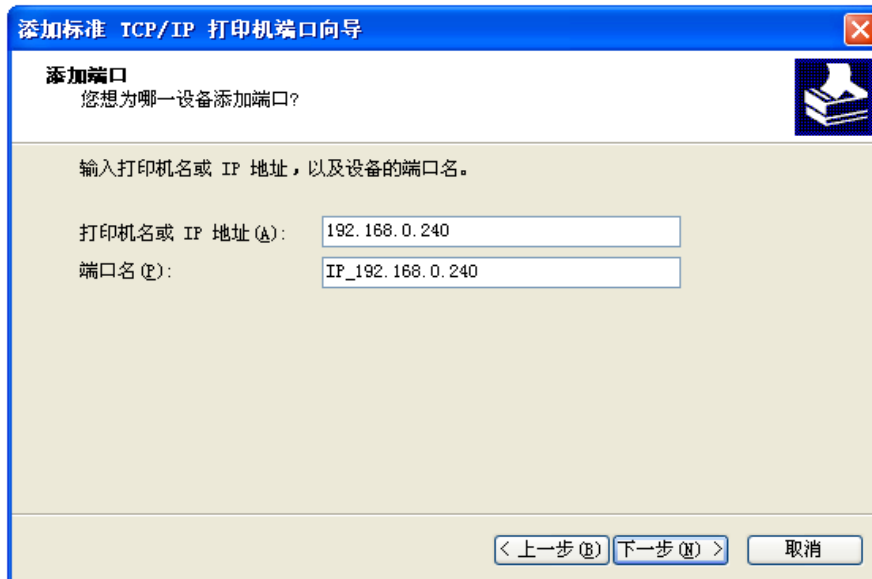 添加标准 TCP/IP 打印机端口向导
添加端口
您想为哪一设备添加端口?
输入打印机名或 IP 地址，以及设备的端口名。
打印机名或 IP 地址(A): 192.168.0.240
端口名(P): IP_192.168.0.240
< 上一步(B) 下一步(N) > 取消